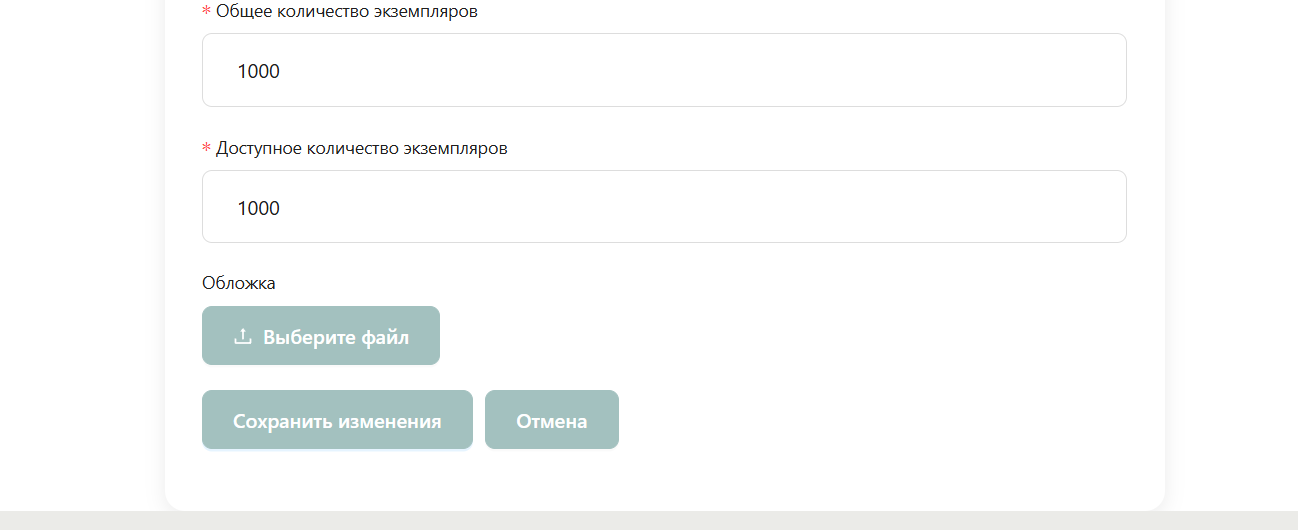 * Общее количество экземпляров
1000
* Доступное количество экземпляров
1000
Обложка
Выберите файл
Сохранить изменения Отмена